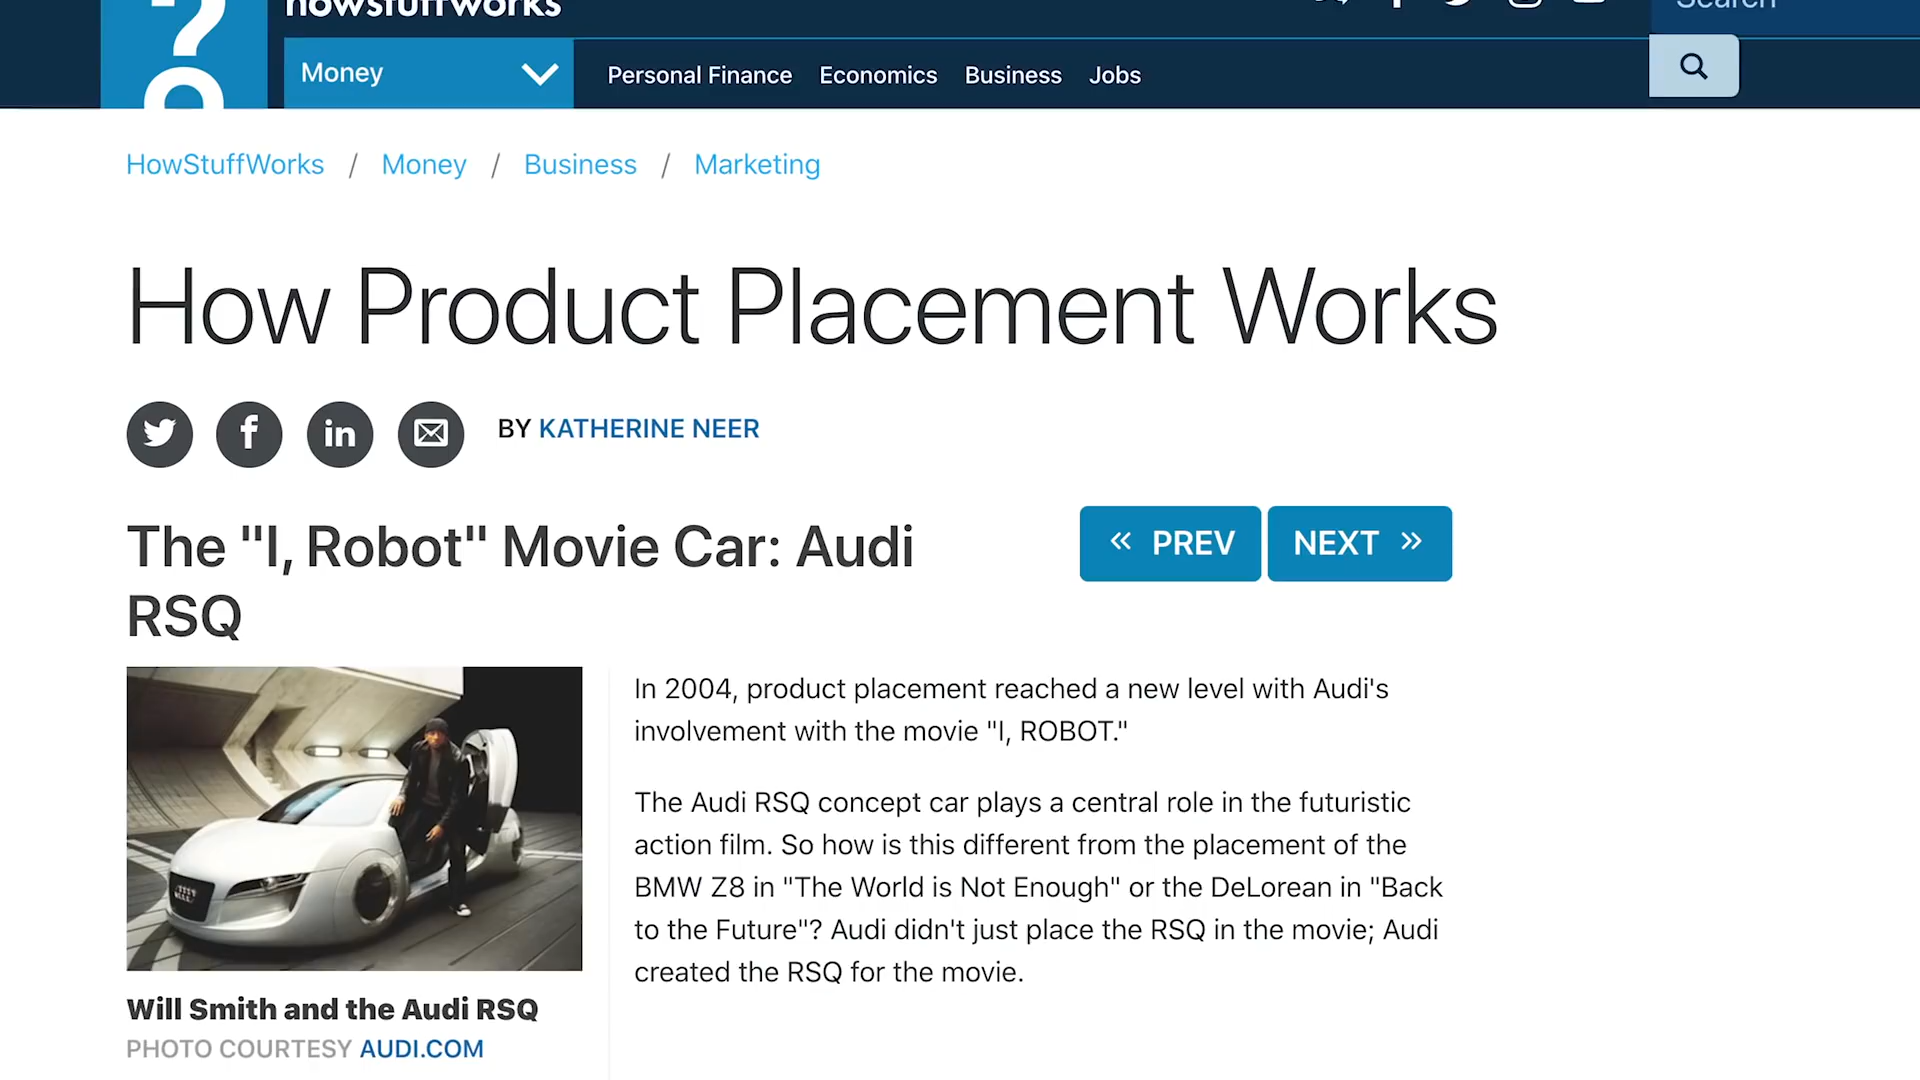 howstuffworks
Search
Money
Personal Finance Economics Business Jobs
HowStuffWorks / Money / Business / Marketing
How Product Placement Works
BY KATHERINE NEER
The "I, Robot" Movie Car: Audi
RSQ
« PREV
NEXT »
In 2004, product placement reached a new level with Audi's
involvement with the movie "I, ROBOT."
The Audi RSQ concept car plays a central role in the futuristic
action film. So how is this different from the placement of the
BMW Z8 in "The World is Not Enough" or the DeLorean in "Back
to the Future"? Audi didn't just place the RSQ in the movie; Audi
created the RSQ for the movie.
Will Smith and the Audi RSQ
PHOTO COURTESY AUDI.COM